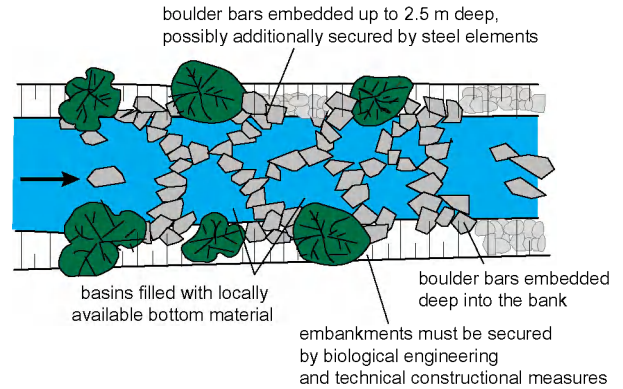 boulder bars embedded up to 2.5 m deep,
possibly additionally secured by steel elements
boulder bars embedded
deep into the bank
basins filled with locally
available bottom material
embankments must be secured
by biological engineering
and technical constructional measures